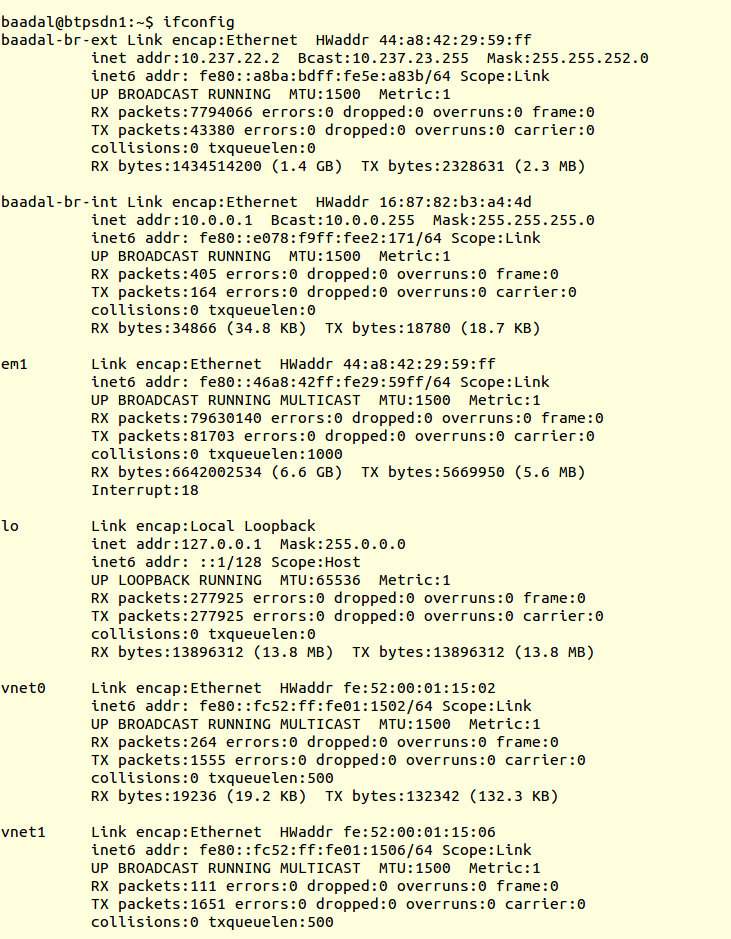 baadal@btpsdn1:~$ ifconfig
baadal-br-ext Link encap:Ethernet  HWaddr 44:a8:42:29:59:ff
          inet addr:10.237.22.2  Bcast:10.237.23.255  Mask:255.255.252.0
          inet6 addr: fe80::a8ba:bdff:fe5e:a83b/64 Scope:Link
          UP BROADCAST RUNNING  MTU:1500  Metric:1
          RX packets:7794066 errors:0 dropped:0 overruns:0 frame:0
          TX packets:43380 errors:0 dropped:0 overruns:0 carrier:0
          collisions:0 txqueuelen:0
          RX bytes:1434514200 (1.4 GB)  TX bytes:2328631 (2.3 MB)

baadal-br-int Link encap:Ethernet  HWaddr 16:87:82:b3:a4:4d
          inet addr:10.0.0.1  Bcast:10.0.0.255  Mask:255.255.255.0
          inet6 addr: fe80::e078:f9ff:fee2:171/64 Scope:Link
          UP BROADCAST RUNNING  MTU:1500  Metric:1
          RX packets:405 errors:0 dropped:0 overruns:0 frame:0
          TX packets:164 errors:0 dropped:0 overruns:0 carrier:0
          collisions:0 txqueuelen:0
          RX bytes:34866 (34.8 KB)  TX bytes:18780 (18.7 KB)

em1       Link encap:Ethernet  HWaddr 44:a8:42:29:59:ff
          inet6 addr: fe80::46a8:42ff:fe29:59ff/64 Scope:Link
          UP BROADCAST RUNNING MULTICAST  MTU:1500  Metric:1
          RX packets:79630140 errors:0 dropped:0 overruns:0 frame:0
          TX packets:81703 errors:0 dropped:0 overruns:0 carrier:0
          collisions:0 txqueuelen:1000
          RX bytes:6642002534 (6.6 GB)  TX bytes:5669950 (5.6 MB)
          Interrupt:18

lo        Link encap:Local Loopback
          inet addr:127.0.0.1  Mask:255.0.0.0
          inet6 addr: ::1/128 Scope:Host
          UP LOOPBACK RUNNING  MTU:65536  Metric:1
          RX packets:277925 errors:0 dropped:0 overruns:0 frame:0
          TX packets:277925 errors:0 dropped:0 overruns:0 carrier:0
          collisions:0 txqueuelen:0
          RX bytes:13896312 (13.8 MB)  TX bytes:13896312 (13.8 MB)

vnet0     Link encap:Ethernet  HWaddr fe:52:00:01:15:02
          inet6 addr: fe80::fc52:ff:fe01:1502/64 Scope:Link
          UP BROADCAST RUNNING MULTICAST  MTU:1500  Metric:1
          RX packets:264 errors:0 dropped:0 overruns:0 frame:0
          TX packets:1555 errors:0 dropped:0 overruns:0 carrier:0
          collisions:0 txqueuelen:500
          RX bytes:19236 (19.2 KB)  TX bytes:132342 (132.3 KB)

vnet1     Link encap:Ethernet  HWaddr fe:52:00:01:15:06
          inet6 addr: fe80::fc52:ff:fe01:1506/64 Scope:Link
          UP BROADCAST RUNNING MULTICAST  MTU:1500  Metric:1
          RX packets:111 errors:0 dropped:0 overruns:0 frame:0
          TX packets:1651 errors:0 dropped:0 overruns:0 carrier:0
          collisions:0 txqueuelen:500